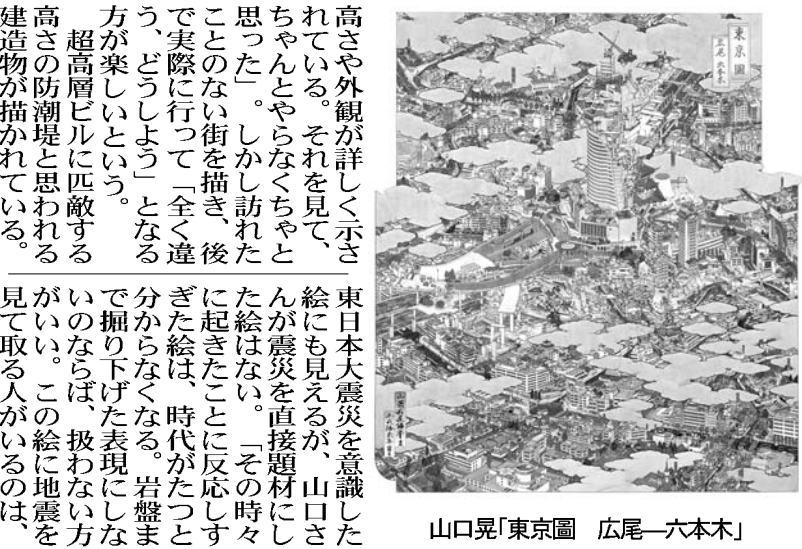 高さや外観が詳しく示さ
れている。それを見て、
ちゃんとやらなくちゃと
思った」。しかし訪れた
ことのない街を描き、後
で実際に行って「全く違
う、どうしよう」となる
方が楽しいという。
超高層ビルに匹敵する
高さの防潮堤と思われる
建造物が描かれている。
東日本大震災を意識した
絵にも見えるが、山口さ
んが震災を直接題材にし
た絵はない。「その時々
に起きたことに反応しす
ぎた絵は、時代がたつと
分からなくなる。岩盤ま
で掘り下げた表現にしな
いのならば、扱わない方
がいい。この絵に地震を
見て取る人がいるのは、
東京圖
広尾 六本木
山口晃「東京圖 広尾―六本木」